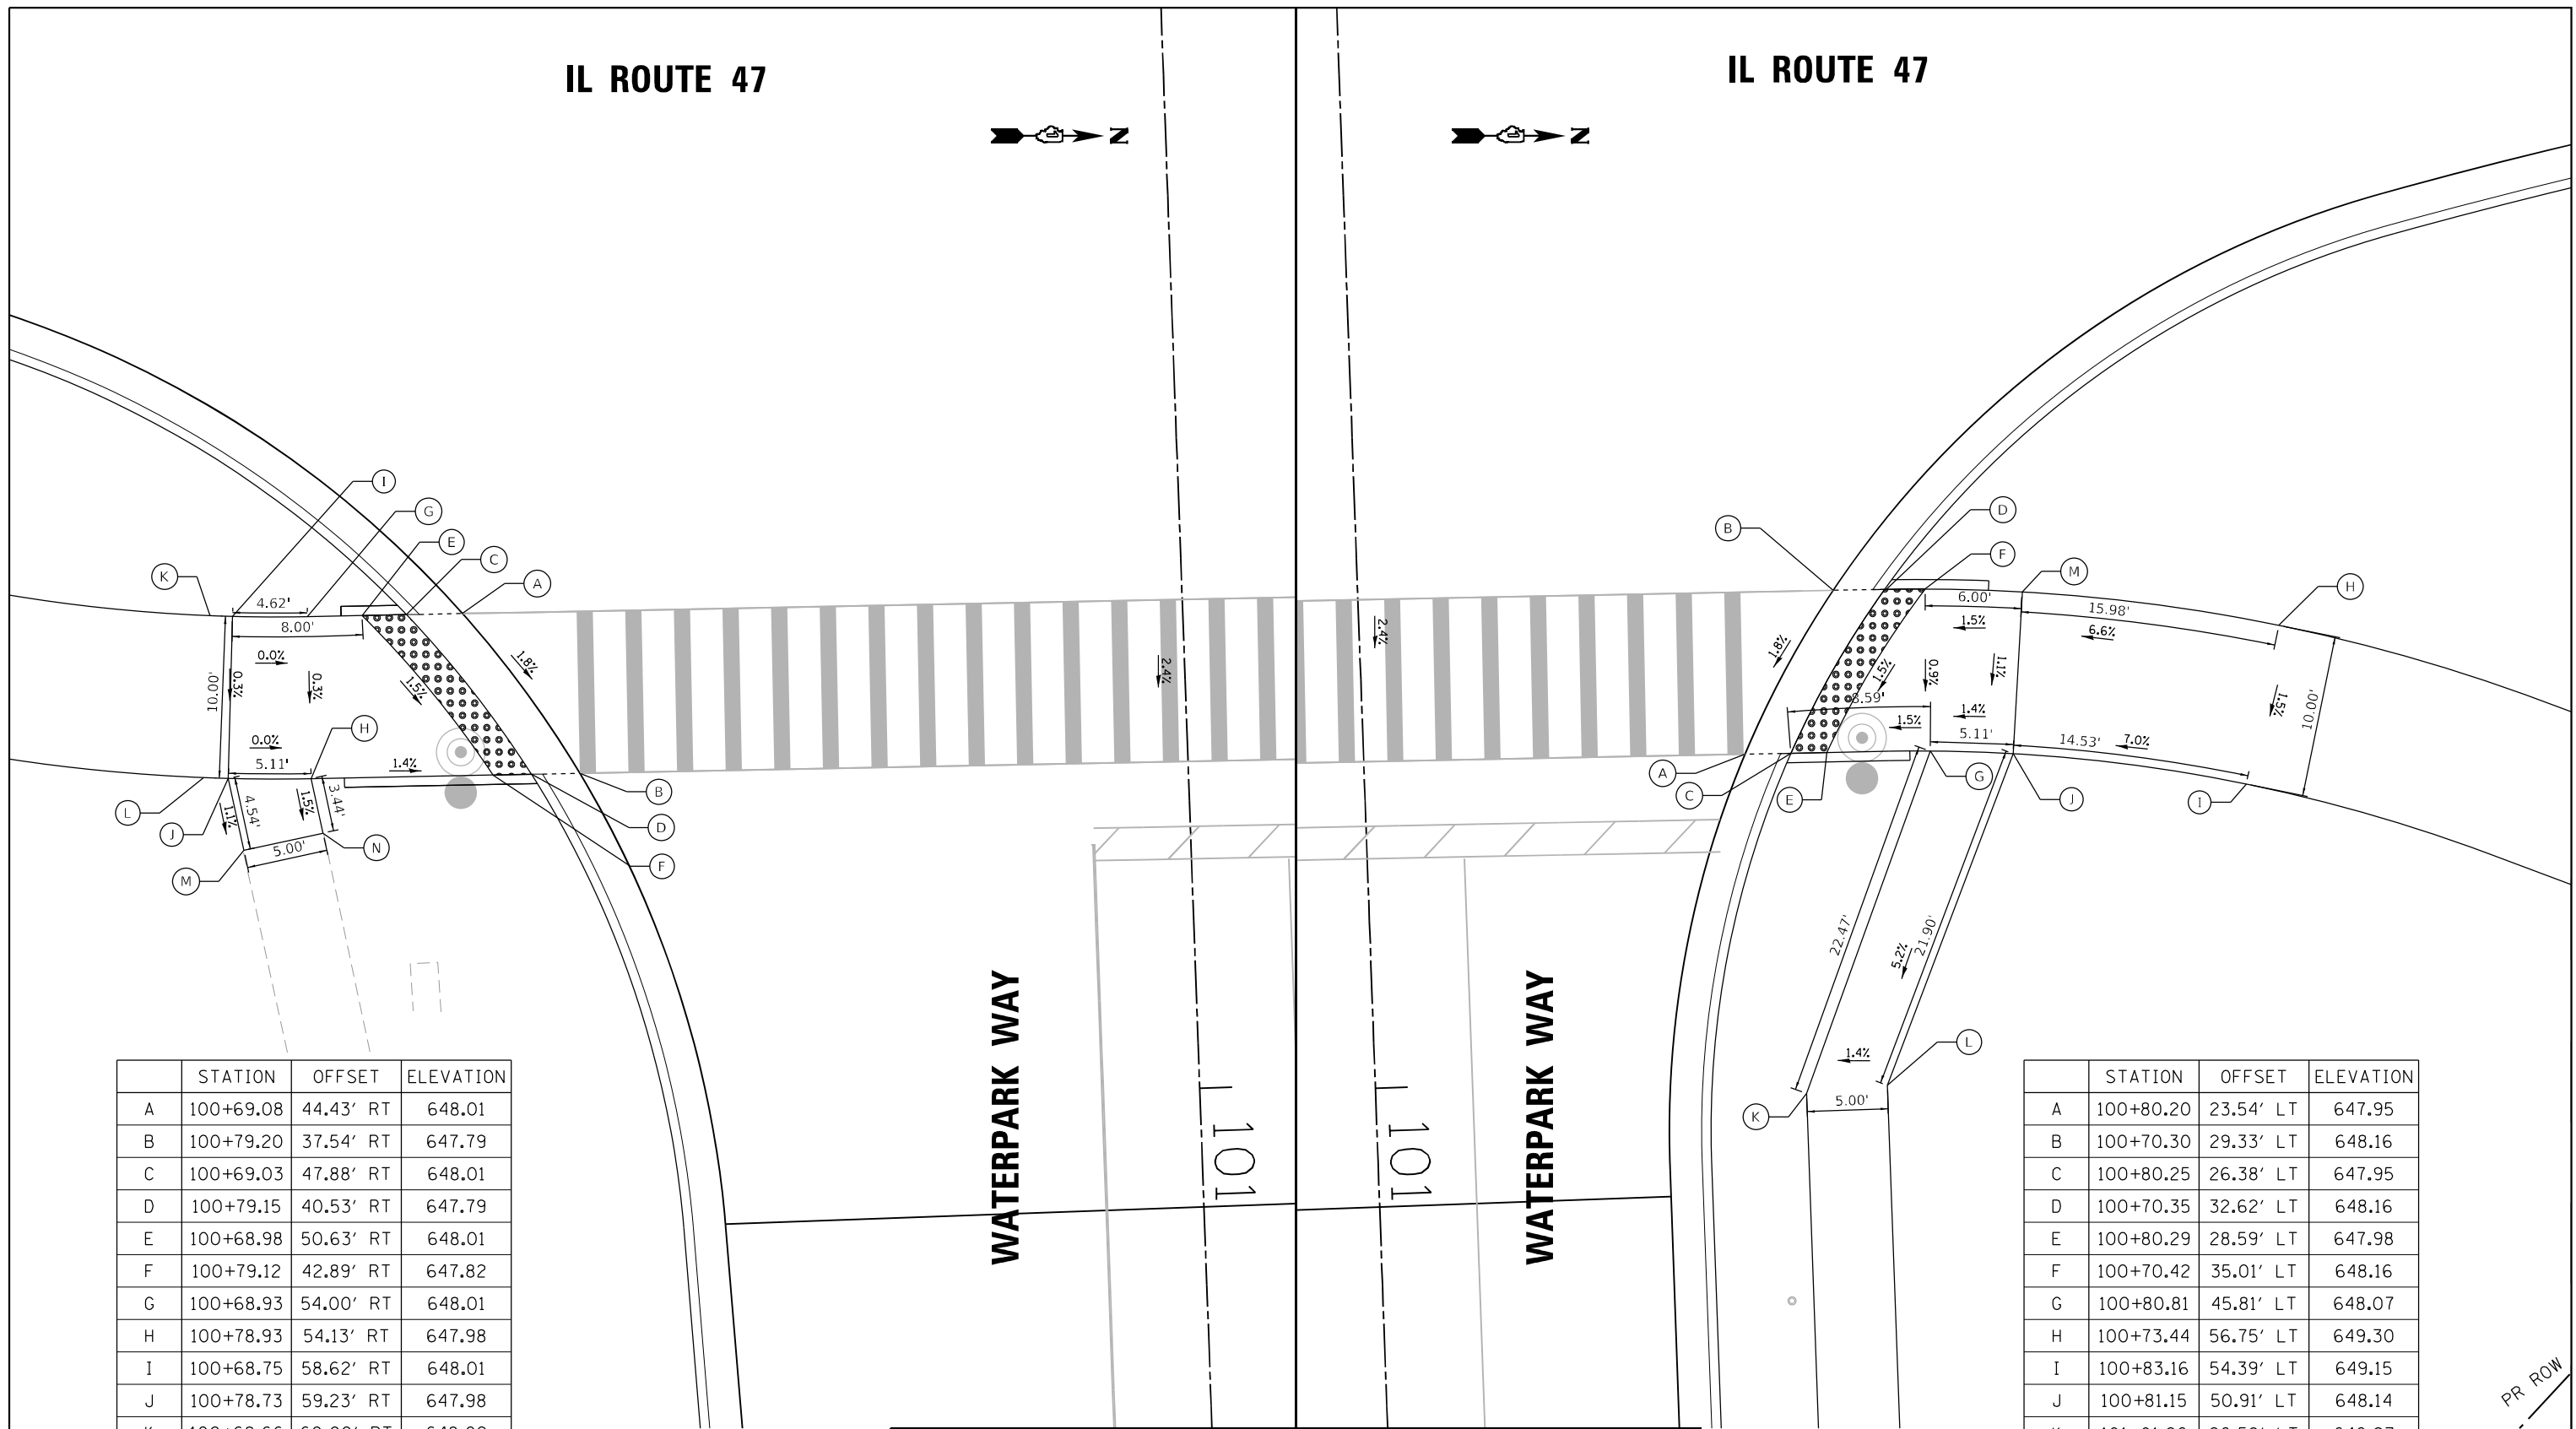 IL ROUTE 47
N
I
G
E
C
A
K
4.62'
8.00'
0.0%
1.8%
10.00'
0.3%
0.3%
1.5%
2.4%
0.0%
H
5.11'
1.4%
B
L
J
1.1%
4.54'
1.5%
3.44'
5.00'
N
D
M
F
WATERPARK WAY
101
STATION OFFSET ELEVATION
A 100+69.08 44.43' RT 648.01
B 100+79.20 37.54' RT 647.79
C 100+69.03 47.88' RT 648.01
D 100+79.15 40.53' RT 647.79
E 100+68.98 50.63' RT 648.01
F 100+79.12 42.89' RT 647.82
G 100+68.93 54.00' RT 648.01
H 100+78.93 54.13' RT 647.98
I 100+68.75 58.62' RT 648.01
J 100+78.73 59.23' RT 647.98
IL ROUTE 47
N
B
D
F
M
H
6.00'
15.98'
2.4%
1.8%
1.5%
6.6%
1.5%
0.9%
1.1%
8.59'
1.5%
1.4%
1.5%
10.00'
5.11'
14.53'
7.0%
A
C
E
G
J
I
22.47'
5.2%
21.90'
L
1.4%
K
5.00'
WATERPARK WAY
101
STATION OFFSET ELEVATION
A 100+80.20 23.54' LT 647.95
B 100+70.30 29.33' LT 648.16
C 100+80.25 26.38' LT 647.95
D 100+70.35 32.62' LT 648.16
E 100+80.29 28.59' LT 647.98
F 100+70.42 35.01' LT 648.16
G 100+80.81 45.81' LT 648.07
H 100+73.44 56.75' LT 649.30
I 100+83.16 54.39' LT 649.15
J 100+81.15 50.91' LT 648.14
PR ROW